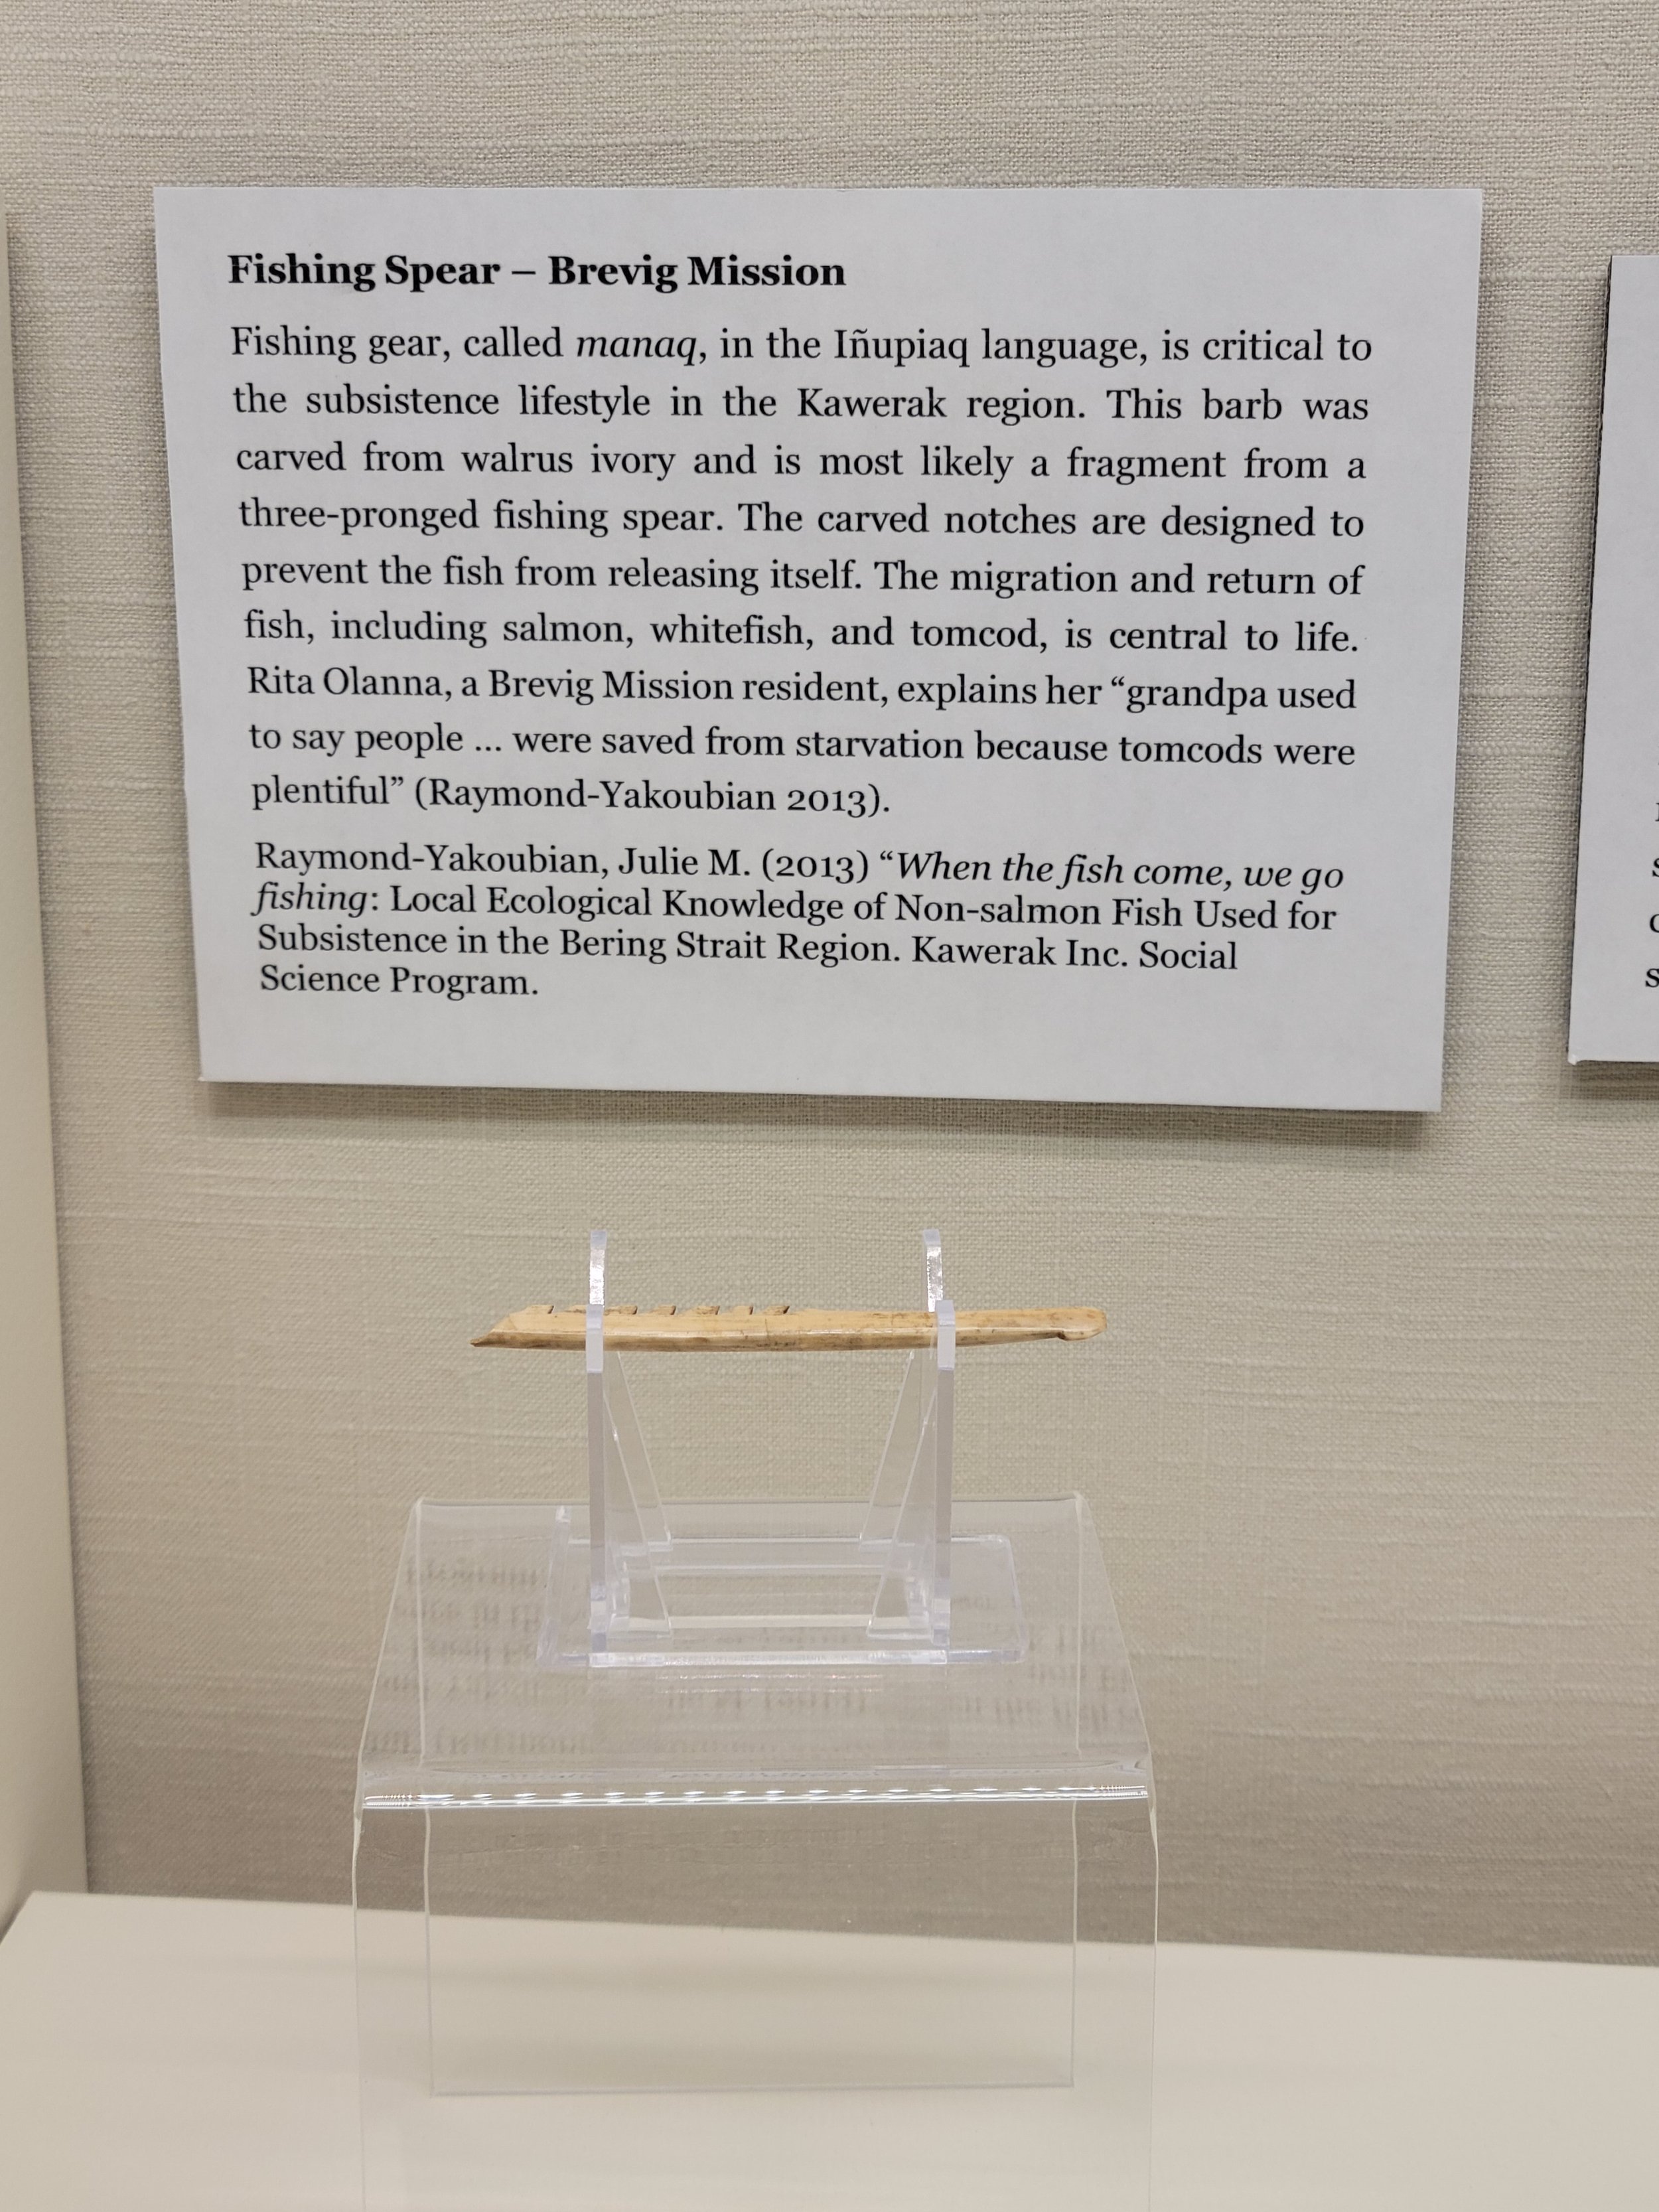 Fishing Spear – Brevig Mission
Fishing gear, called manaq, in the Iñupiaq language, is critical to
the subsistence lifestyle in the Kawerak region. This barb was
carved from walrus ivory and is most likely a fragment from a
three-pronged fishing spear. The carved notches are designed to
prevent the fish from releasing itself. The migration and return of
fish, including salmon, whitefish, and tomcod, is central to life.
Rita Olanna, a Brevig Mission resident, explains her “grandpa used
to say people ... were saved from starvation because tomcods were
plentiful” (Raymond-Yakoubian 2013).
Raymond-Yakoubian, Julie M. (2013) “When the fish come, we go
fishing: Local Ecological Knowledge of Non-salmon Fish Used for
Subsistence in the Bering Strait Region. Kawerak Inc. Social
Science Program.